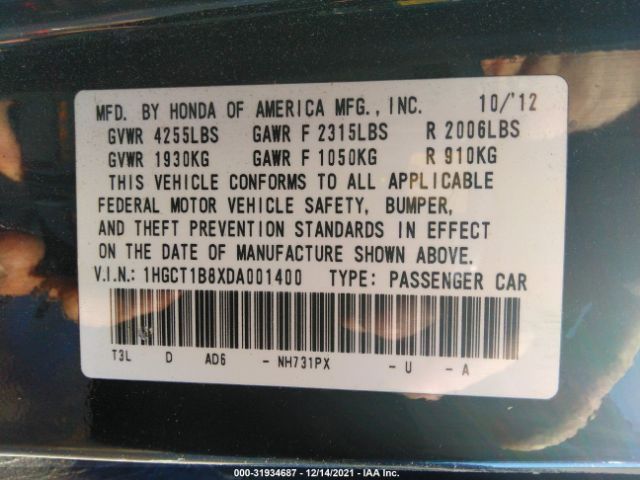 MFD. BY HONDA OF AMERICA MFG., INC. 10/'12
GVWR 4255LBS GAWR F 2315LBS R 2006LBS
GVWR 1930KG GAWR F 1050KG R 910KG
THIS VEHICLE CONFORMS TO ALL APPLICABLE
FEDERAL MOTOR VEHICLE SAFETY, BUMPER,
AND THEFT PREVENTION STANDARDS IN EFFECT
ON THE DATE OF MANUFACTURE SHOWN ABOVE.
V.I.N.: 1HGCT1B8XDA001400 TYPE: PASSENGER CAR
T3L D AD6 - NH731PX - U - A
000-31934687 - 12/14/2021 - IAA Inc.